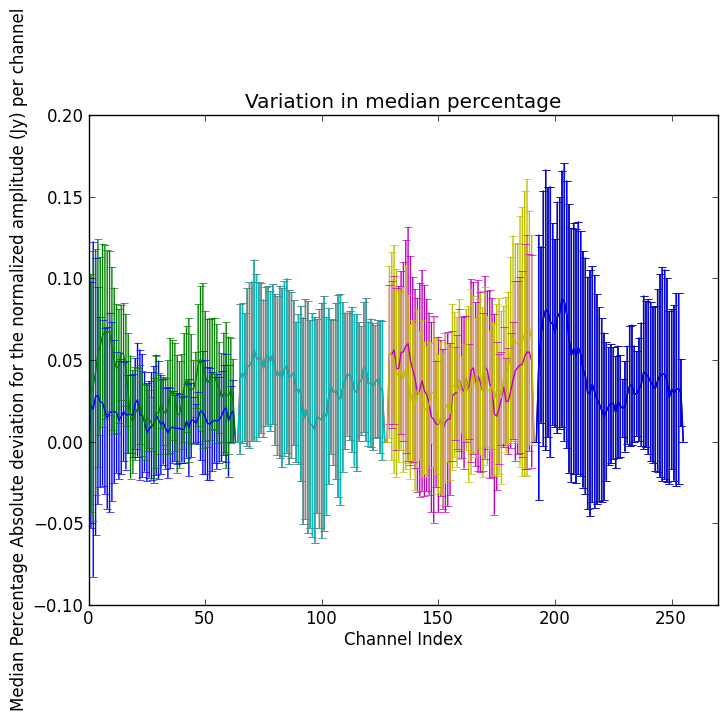 Variation in median percentage
Median Percentage Absolute deviation for the normalized amplitude (Jy) per channel
0.20
0.15
0.10
0.05
0.00
−0.05
−0.10
0 50 100 150 200 250
Channel Index